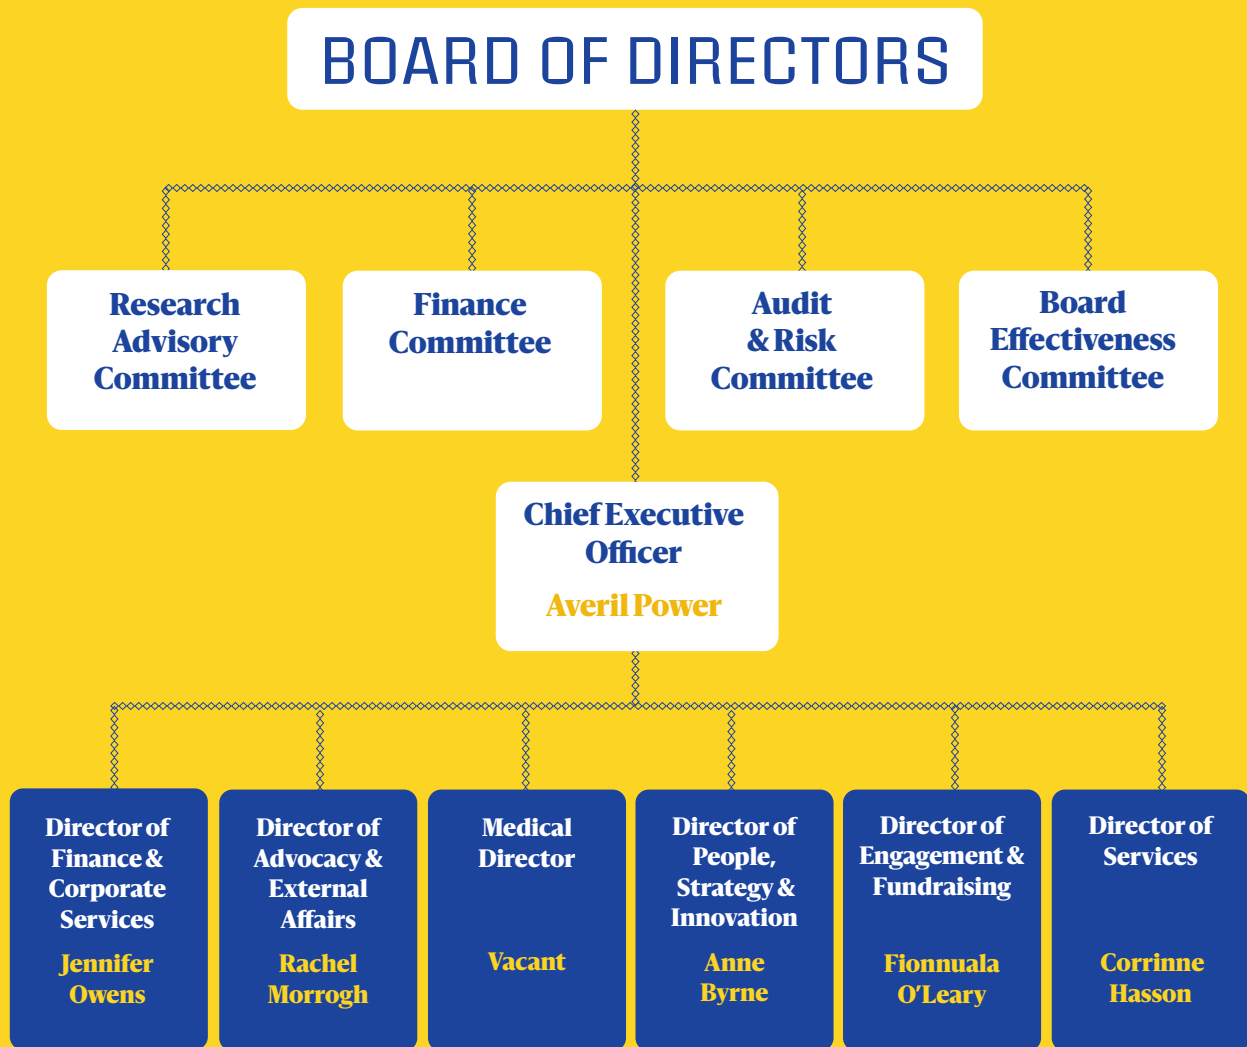 BOARD OF DIRECTORS
Research
Advisory
Committee
Finance
Committee
Audit
& Risk
Committee
Board
Effectiveness
Committee
Chief Executive
Officer
Averil Power
Director of
Finance &
Corporate
Services
Jennifer
Owens
Director of
Advocacy &
External
Affairs
Rachel
Morrogh
Medical
Director
Vacant
Director of
People,
Strategy &
Innovation
Anne
Byrne
Director of
Engagement &
Fundraising
Fionnuala
O'Leary
Director of
Services
Corrinne
Hasson